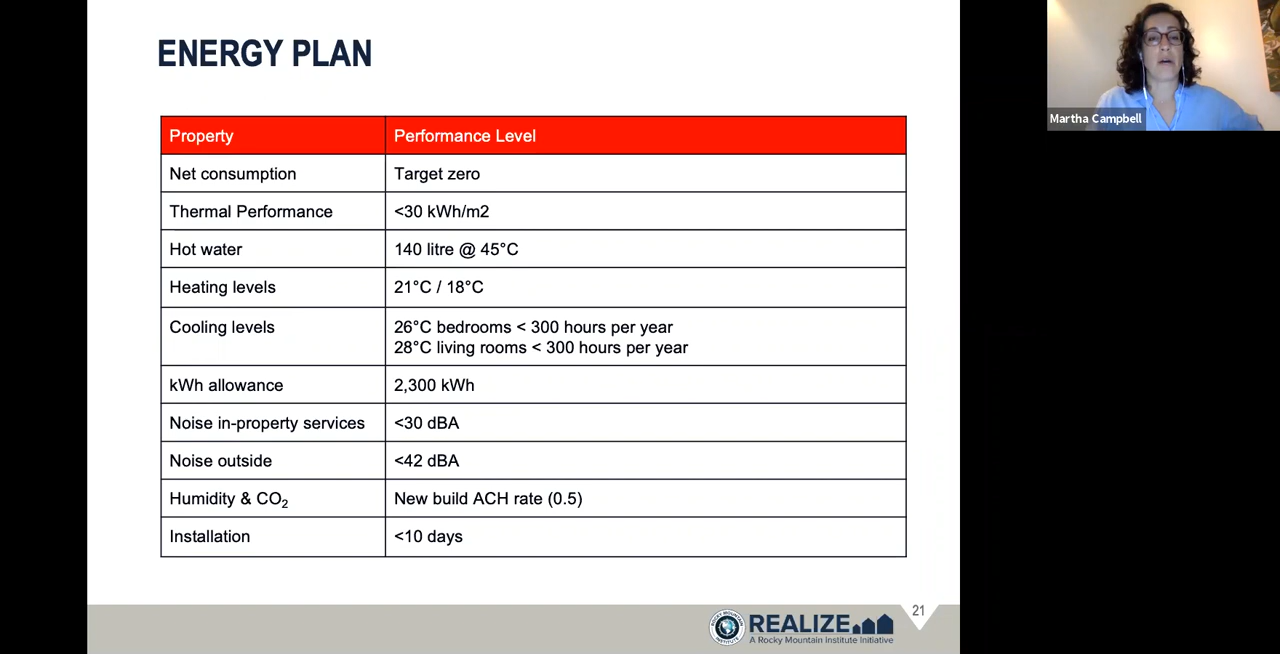 ENERGY PLAN
Martha Campbell
Property Performance Level
Net consumption Target zero
Thermal Performance <30 kWh/m2
Hot water 140 litre @ 45°C
Heating levels 21°C / 18°C
Cooling levels 26°C bedrooms < 300 hours per year
28°C living rooms < 300 hours per year
kWh allowance 2,300 kWh
Noise in-property services <30 dBA
Noise outside <42 dBA
Humidity & CO₂ New build ACH rate (0.5)
Installation <10 days
21
ROCKY MOUNTAIN INSTITUTE
REALIZE
A Rocky Mountain Institute Initiative